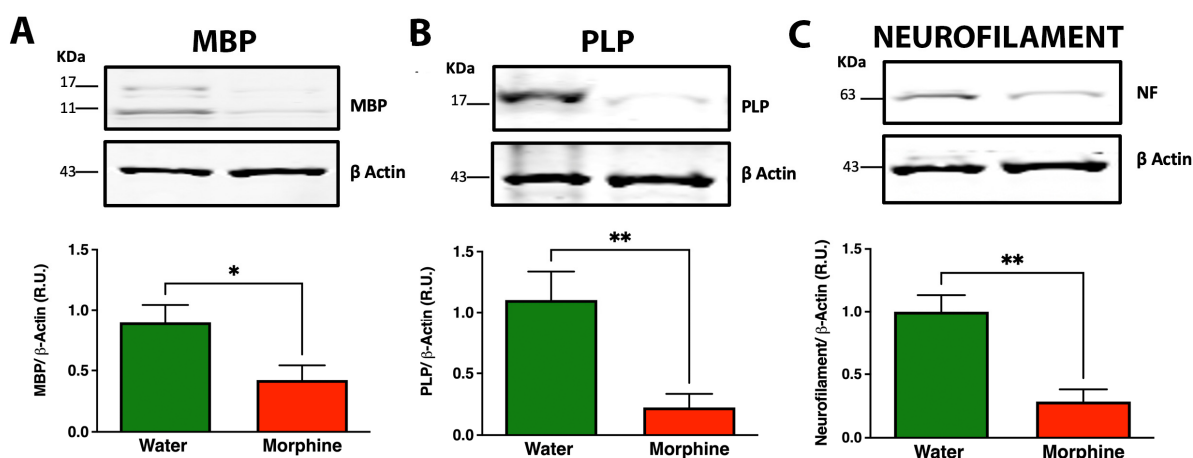 A
MBP
KDa
17
11
MBP
43
β Actin
MBP/ β-Actin (R.U.)
1.5
1.0
0.5
0.0
*
Water
Morphine
B
PLP
KDa
17
PLP
43
β Actin
PLP/ β-Actin (R.U.)
1.5
1.0
0.5
0.0
**
Water
Morphine
C
NEUROFILAMENT
KDa
63
NF
43
β Actin
Neurofilament/ β-Actin (R.U.)
1.5
1.0
0.5
0.0
**
Water
Morphine